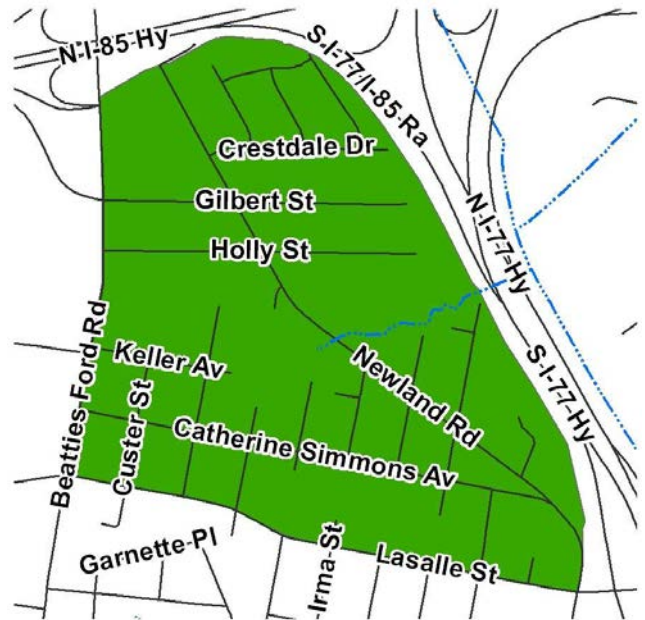 N-I-85-Hy
S-I-77/I-85-Ra
Crestdale Dr
Gilbert St
N-I-77-Hy
Holly St
Beatties Ford Rd
Keller Av
Newland Rd
S-I-77-Hy
Custer St
Catherine Simmons Av
Garnette Pl
Irma St
Lasalle St